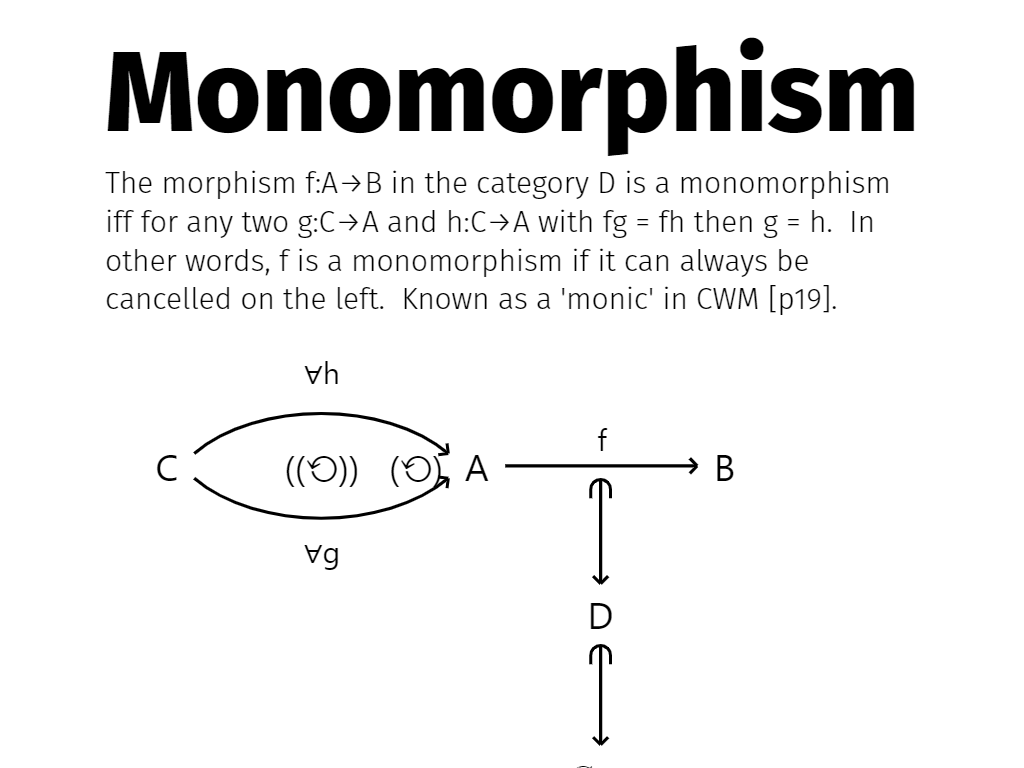 Monomorphism
The morphism f:A→B in the category D is a monomorphism
iff for any two g:C→A and h:C→A with fg = fh then g = h.  In
other words, f is a monomorphism if it can always be
cancelled on the left.  Known as a 'monic' in CWM [p19].
∀h
f
C ((↺)) (↺) A B
∀g
D